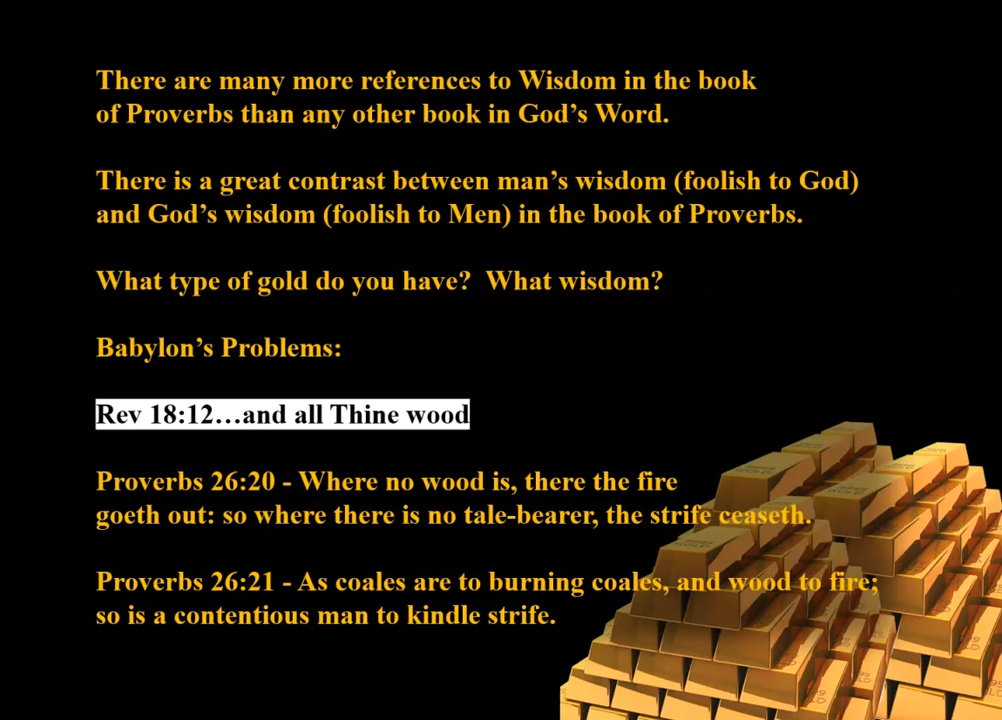 There are many more references to Wisdom in the book
of Proverbs than any other book in God’s Word.
There is a great contrast between man’s wisdom (foolish to God)
and God’s wisdom (foolish to Men) in the book of Proverbs.
What type of gold do you have?  What wisdom?
Babylon’s Problems:
Rev 18:12…and all Thine wood
Proverbs 26:20 - Where no wood is, there the fire
goeth out: so where there is no tale-bearer, the strife ceaseth.
Proverbs 26:21 - As coales are to burning coales, and wood to fire;
so is a contentious man to kindle strife.